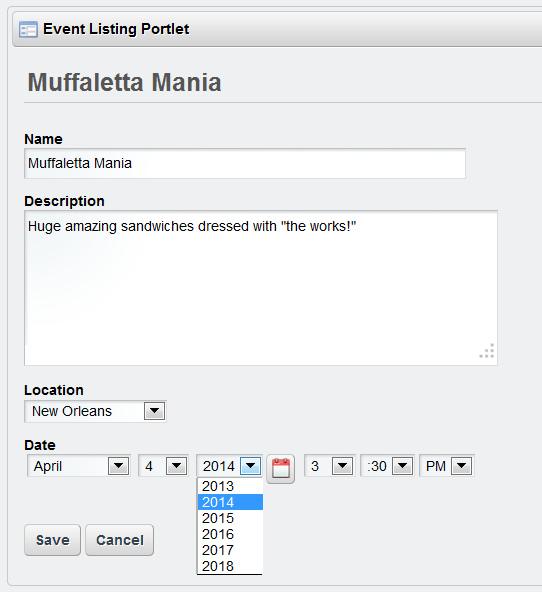 Event Listing Portlet
Muffaletta Mania
Name
Muffaletta Mania
Description
Huge amazing sandwiches dressed with "the works!"
Location
New Orleans
Date
April 4 2014 3 :30 PM
2013
2014
2015
2016
2017
2018
Save Cancel